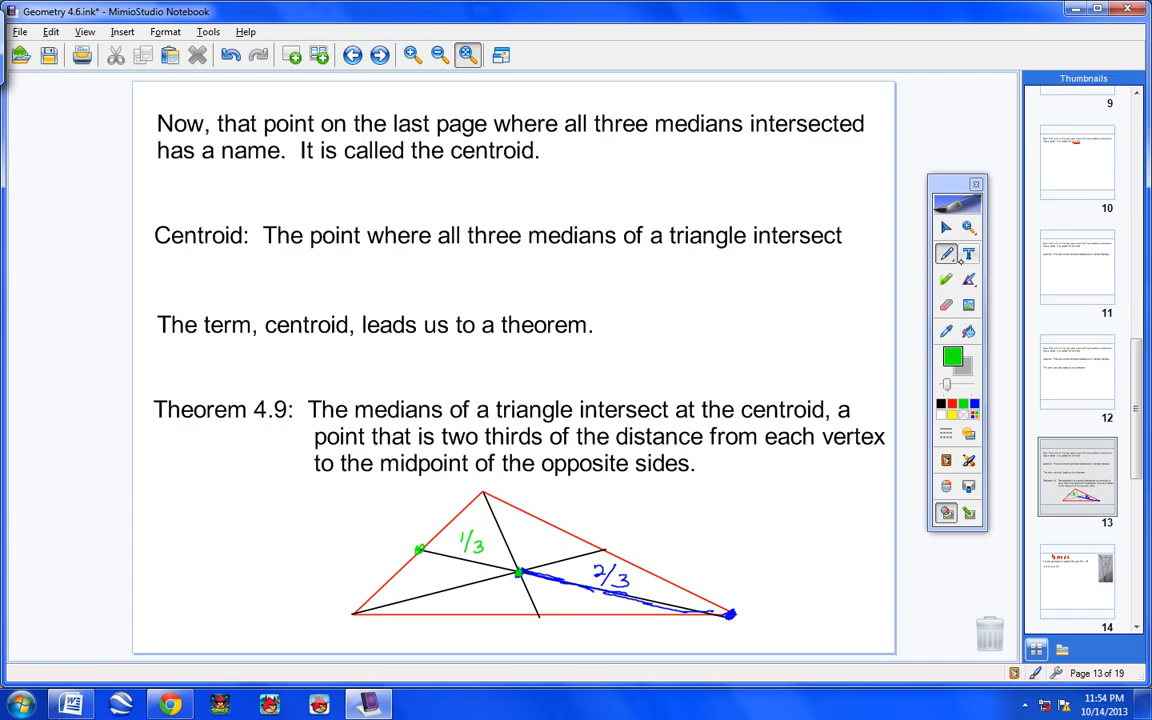 Geometry 4.6.ink* - MimioStudio Notebook
File Edit View Insert Format Tools Help
Now, that point on the last page where all three medians intersected
has a name. It is called the centroid.
Centroid: The point where all three medians of a triangle intersect
The term, centroid, leads us to a theorem.
Theorem 4.9: The medians of a triangle intersect at the centroid, a
point that is two thirds of the distance from each vertex
to the midpoint of the opposite sides.
1/3
2/3
Thumbnails
9
10
11
12
13
14
Page 13 of 19
11:54 PM
10/14/2013